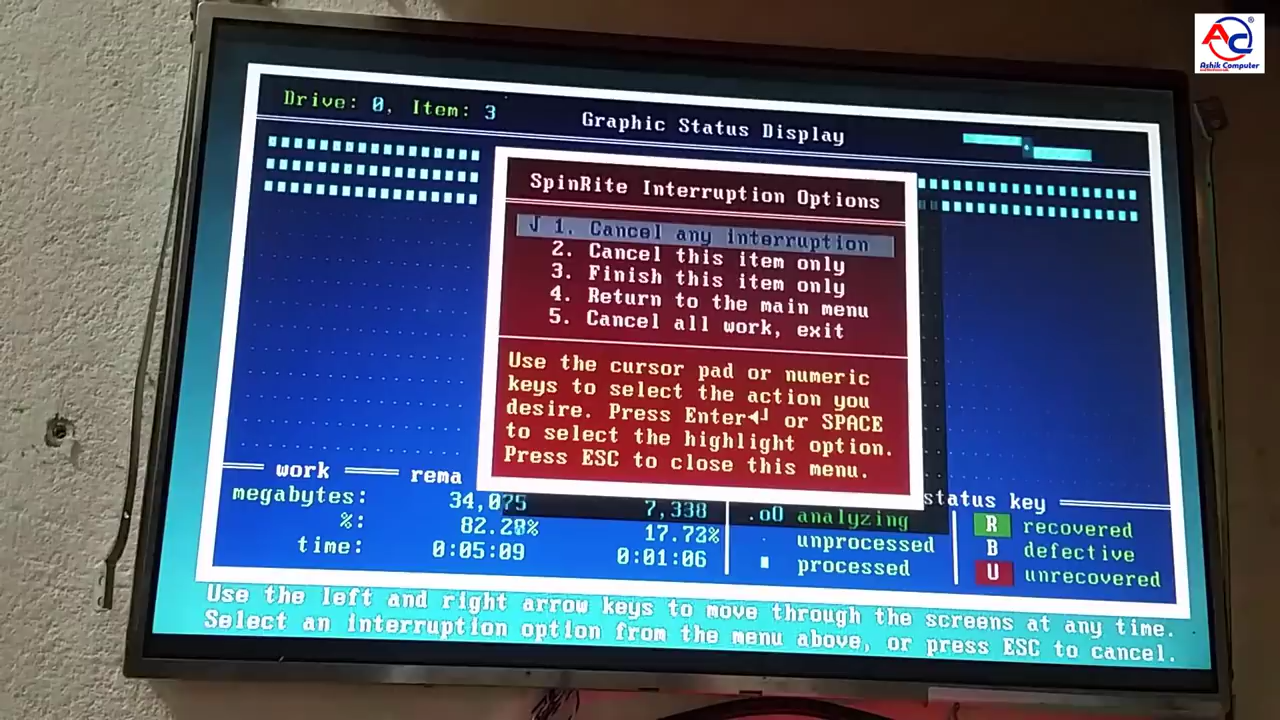 AC
®
Ashik Computer
Drive: 0, Item: 3
Graphic Status Display
SpinRite Interruption Options
√ 1. Cancel any interruption
2. Cancel this item only
3. Finish this item only
4. Return to the main menu
5. Cancel all work, exit
Use the cursor pad or numeric
keys to select the action you
desire. Press Enter◄┘ or SPACE
to select the highlight option.
Press ESC to close this menu.
work rema status key
megabytes: 34,075 7,338 .oO analyzing R recovered
%: 82.28% 17.73% unprocessed B defective
time: 0:05:09 0:01:06 ■ processed U unrecovered
Use the left and right arrow keys to move through the screens at any time.
Select an interruption option from the menu above, or press ESC to cancel.